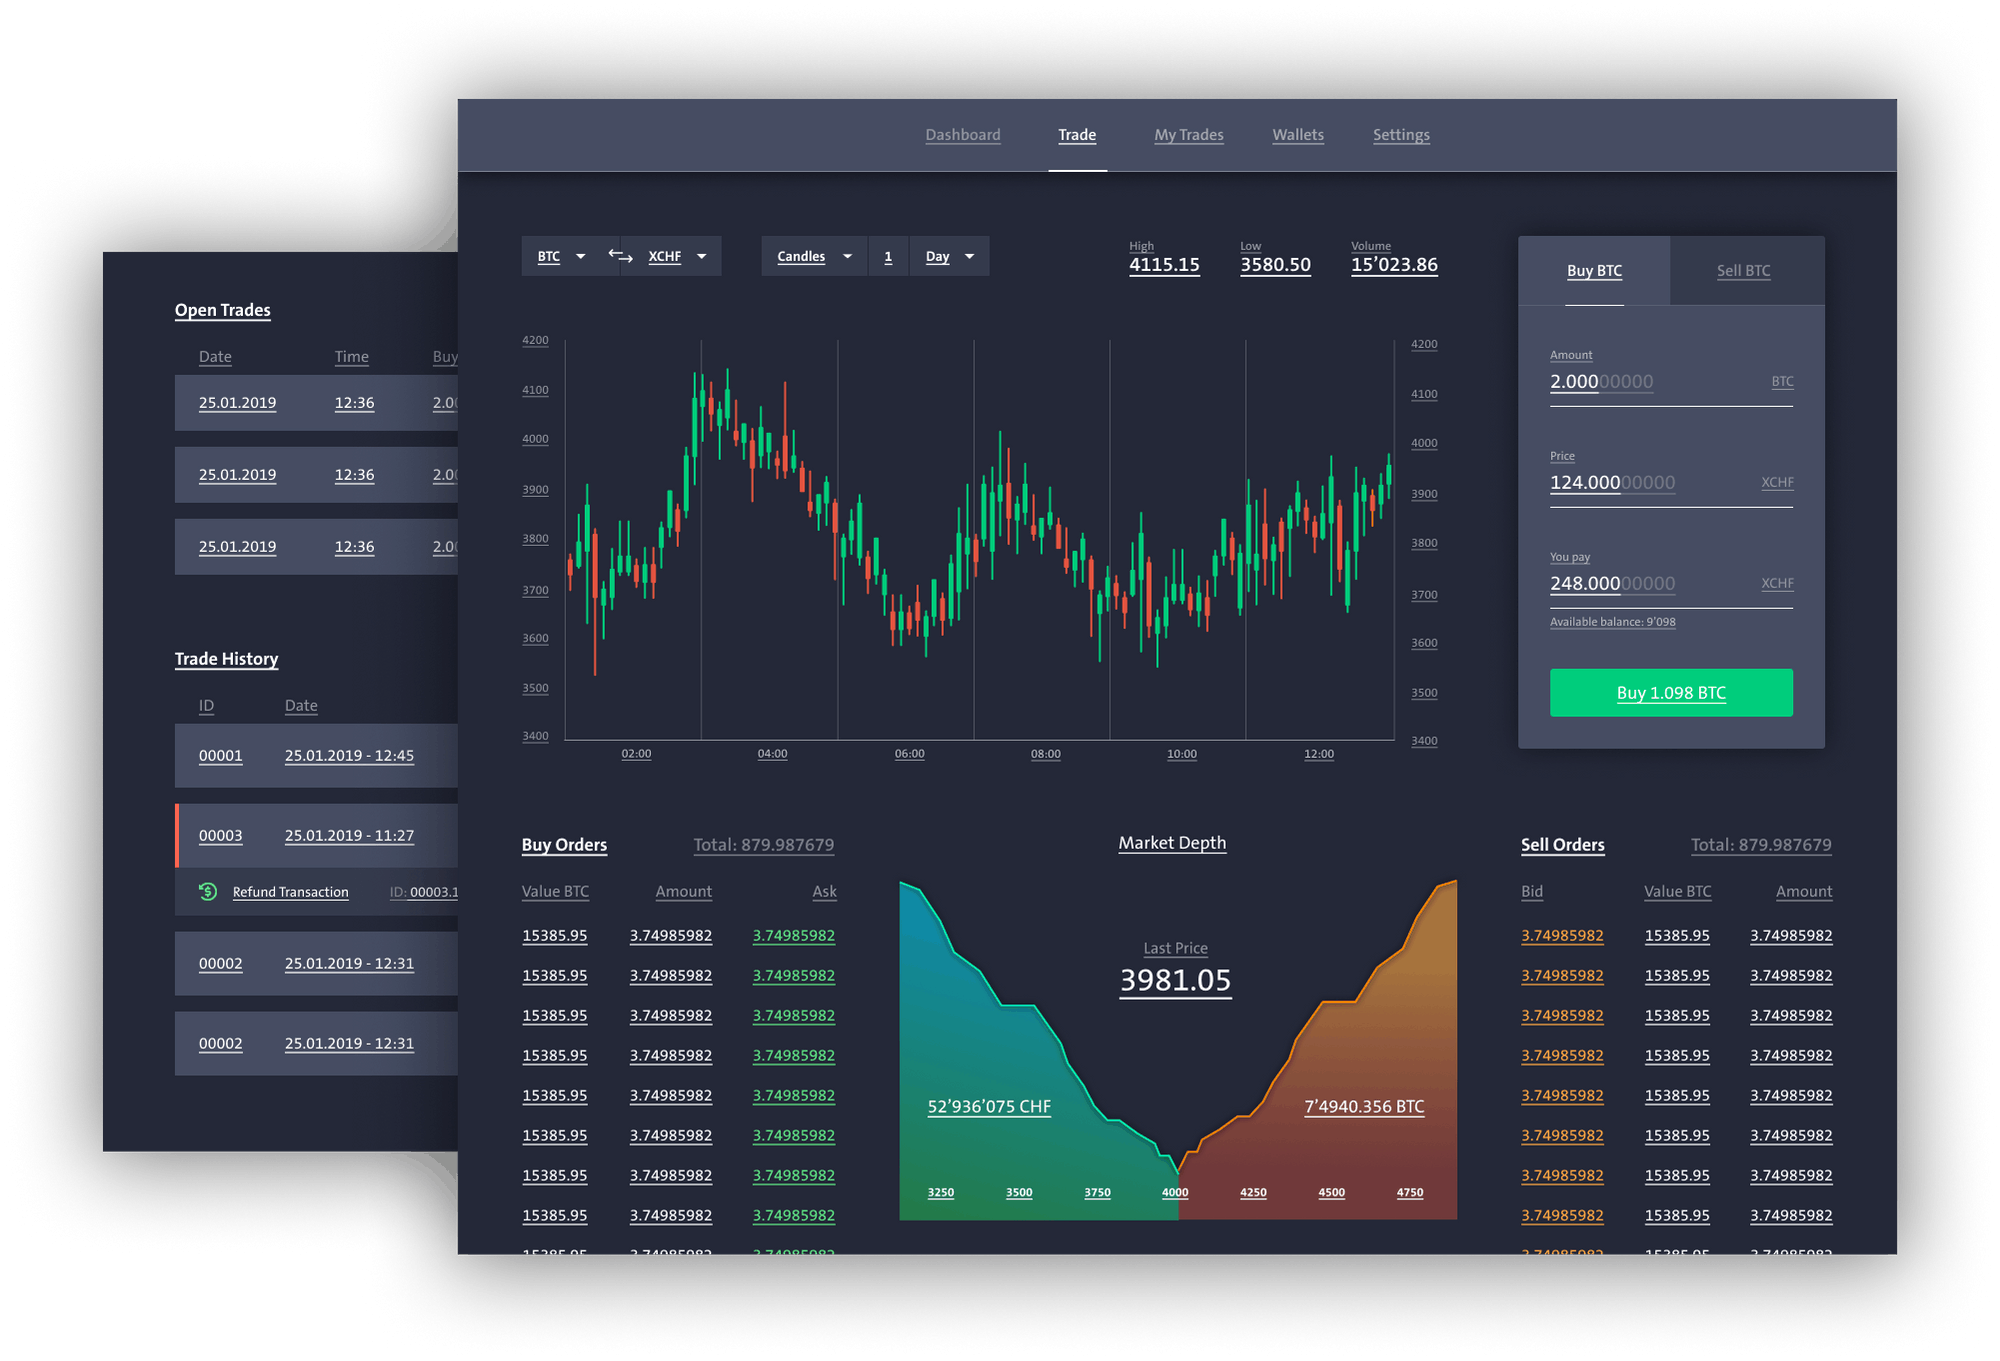 Dashboard Trade My Trades Wallets Settings
BTC XCHF Candles 1 Day
High Low Volume
4115.15 3580.50 15’023.86
4200
4100
4000
3900
3800
3700
3600
3500
3400
4200
4100
4000
3900
3800
3700
3600
3500
3400
02:00 04:00 06:00 08:00 10:00 12:00
Buy BTC Sell BTC
Amount
2.00000000 BTC
Price
124.00000000 XCHF
You pay
248.00000000 XCHF
Available balance: 9’098
Buy 1.098 BTC
Open Trades
Date Time Buy
25.01.2019 12:36 2.00
25.01.2019 12:36 2.00
25.01.2019 12:36 2.00
Trade History
ID Date
00001 25.01.2019 - 12:45
00003 25.01.2019 - 11:27
Refund Transaction ID: 00003.1
00002 25.01.2019 - 12:31
00002 25.01.2019 - 12:31
Buy Orders Total: 879.987679
Value BTC Amount Ask
15385.95 3.74985982 3.74985982
15385.95 3.74985982 3.74985982
15385.95 3.74985982 3.74985982
15385.95 3.74985982 3.74985982
15385.95 3.74985982 3.74985982
15385.95 3.74985982 3.74985982
15385.95 3.74985982 3.74985982
15385.95 3.74985982 3.74985982
Market Depth
Last Price
3981.05
52’936’075 CHF 7’4940.356 BTC
3250 3500 3750 4000 4250 4500 4750
Sell Orders Total: 879.987679
Bid Value BTC Amount
3.74985982 15385.95 3.74985982
3.74985982 15385.95 3.74985982
3.74985982 15385.95 3.74985982
3.74985982 15385.95 3.74985982
3.74985982 15385.95 3.74985982
3.74985982 15385.95 3.74985982
3.74985982 15385.95 3.74985982
3.74985982 15385.95 3.74985982